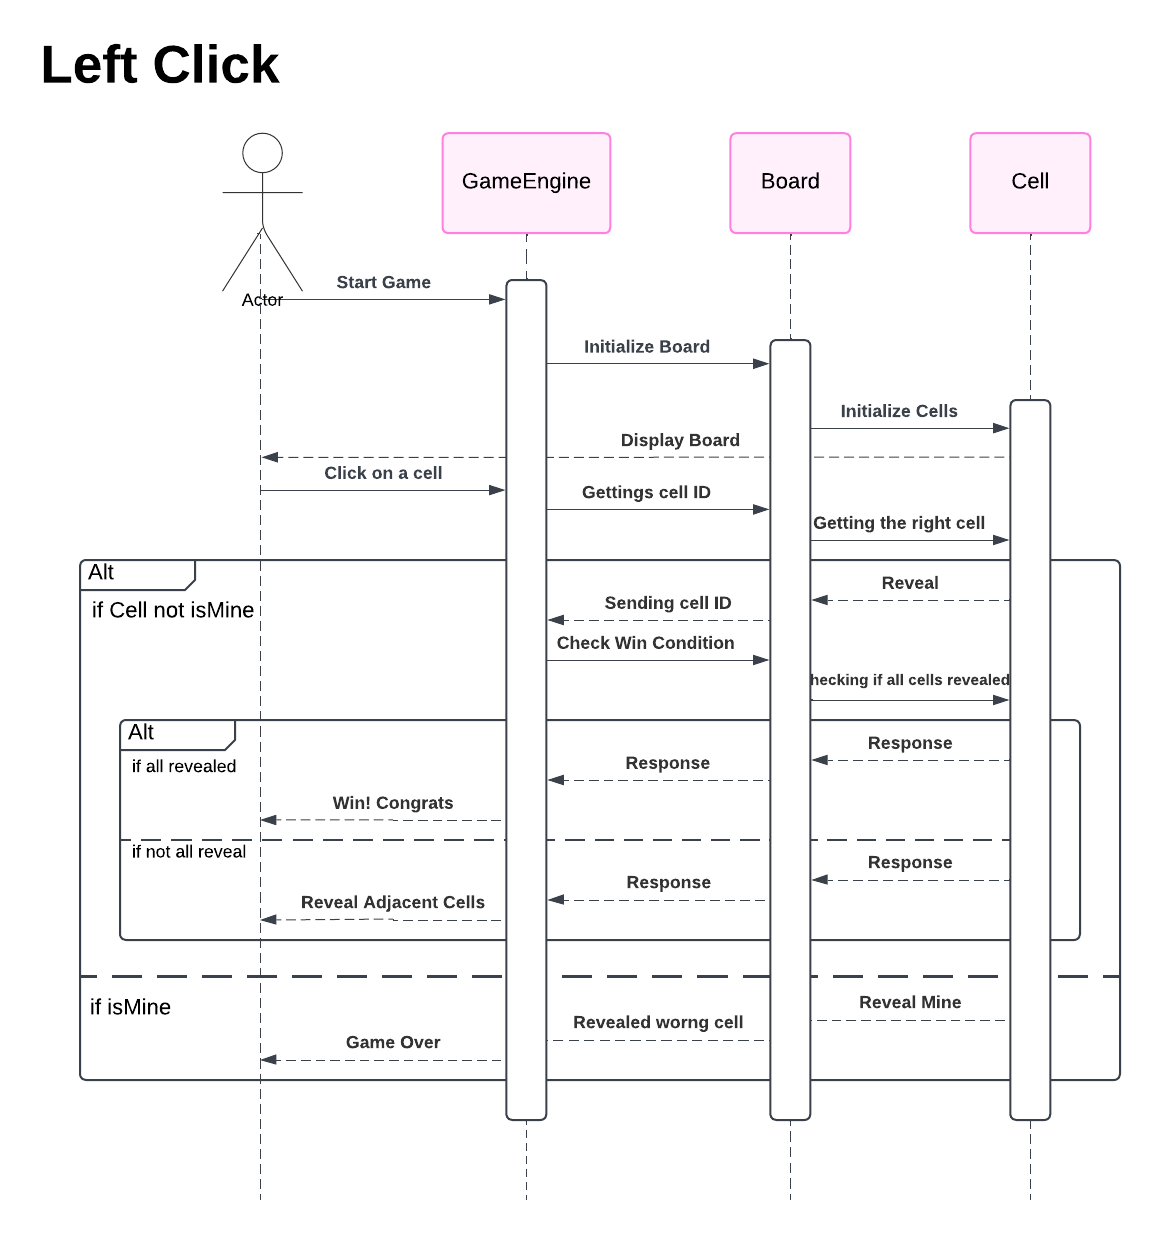 Left Click
GameEngine
Board
Cell
Actor
Start Game
Initialize Board
Initialize Cells
Display Board
Click on a cell
Gettings cell ID
Getting the right cell
Alt
if Cell not isMine
Reveal
Sending cell ID
Check Win Condition
hecking if all cells revealed
Alt
if all revealed
Response
Response
Win! Congrats
if not all reveal
Response
Response
Reveal Adjacent Cells
if isMine
Reveal Mine
Revealed worng cell
Game Over